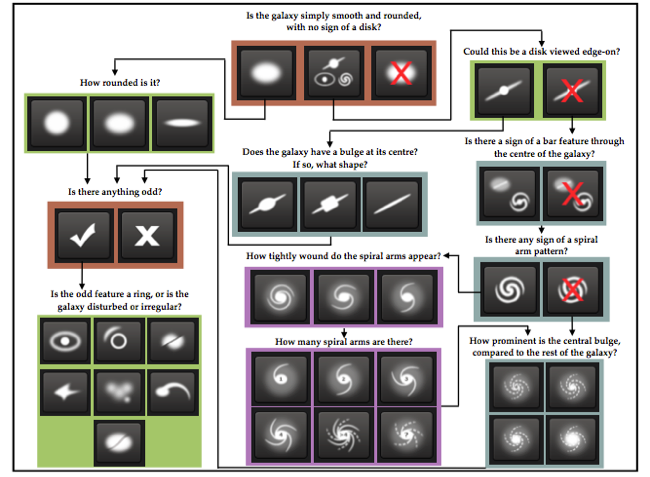 Is the galaxy simply smooth and rounded,
with no sign of a disk?
Could this be a disk viewed edge-on?
How rounded is it?
Does the galaxy have a bulge at its centre?
If so, what shape?
Is there a sign of a bar feature through
the centre of the galaxy?
Is there anything odd?
Is there any sign of a spiral
arm pattern?
How tightly wound do the spiral arms appear?
Is the odd feature a ring, or is the
galaxy disturbed or irregular?
How many spiral arms are there?
How prominent is the central bulge,
compared to the rest of the galaxy?